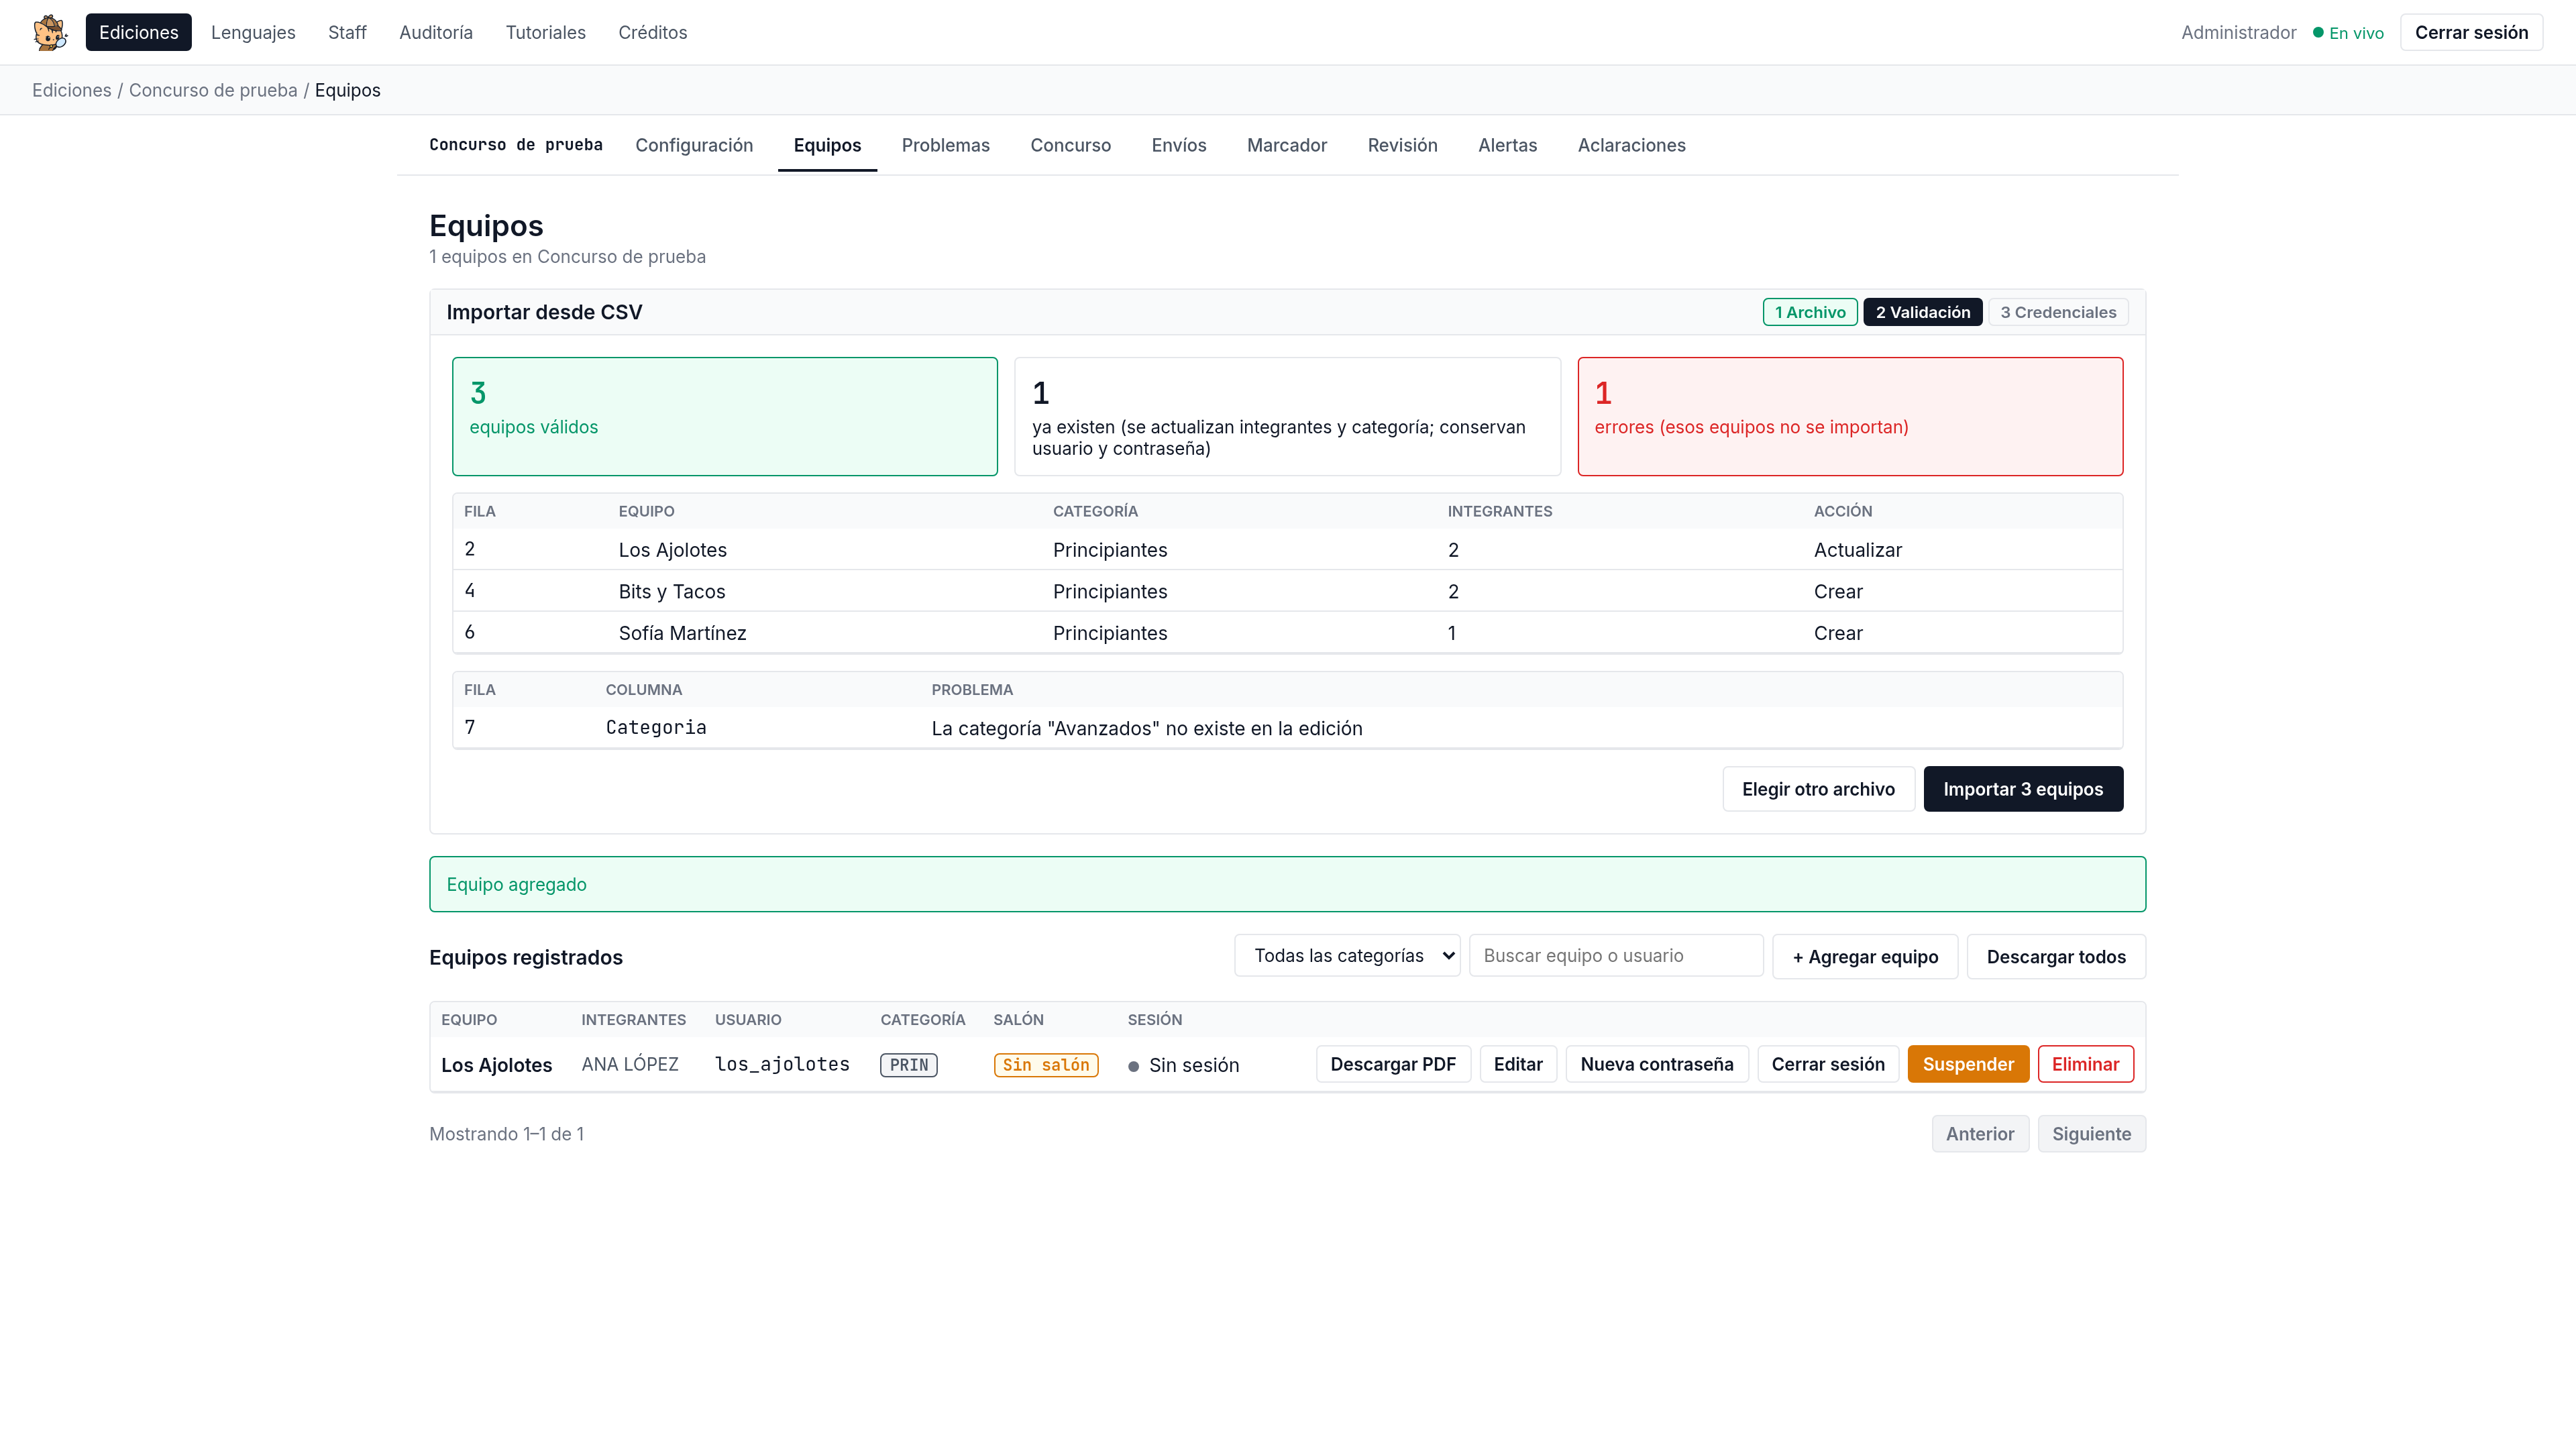 Ediciones Lenguajes Staff Auditoría Tutoriales Créditos Administrador En vivo Cerrar sesión
Ediciones / Concurso de prueba / Equipos
Concurso de prueba Configuración Equipos Problemas Concurso Envíos Marcador Revisión Alertas Aclaraciones
Equipos
1 equipos en Concurso de prueba
Importar desde CSV 1 Archivo 2 Validación 3 Credenciales
3
equipos válidos
1
ya existen (se actualizan integrantes y categoría; conservan
usuario y contraseña)
1
errores (esos equipos no se importan)
FILA EQUIPO CATEGORÍA INTEGRANTES ACCIÓN
2 Los Ajolotes Principiantes 2 Actualizar
4 Bits y Tacos Principiantes 2 Crear
6 Sofía Martínez Principiantes 1 Crear
FILA COLUMNA PROBLEMA
7 Categoria La categoría "Avanzados" no existe en la edición
Elegir otro archivo Importar 3 equipos
Equipo agregado
Equipos registrados Todas las categorías Buscar equipo o usuario + Agregar equipo Descargar todos
EQUIPO INTEGRANTES USUARIO CATEGORÍA SALÓN SESIÓN
Los Ajolotes ANA LÓPEZ los_ajolotes PRIN Sin salón Sin sesión Descargar PDF Editar Nueva contraseña Cerrar sesión Suspender Eliminar
Mostrando 1–1 de 1 Anterior Siguiente